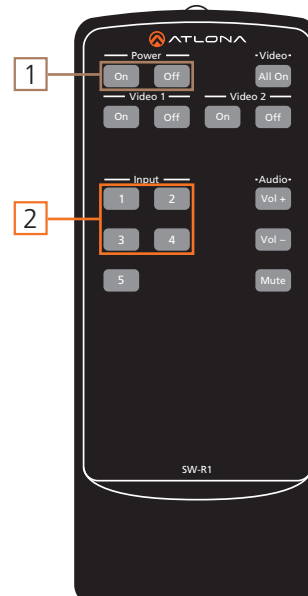 ATLONA
1
Power
•Video•
On Off All On
Video 1 Video 2
On Off On Off
2
Input
•Audio•
1 2 Vol +
3 4 Vol –
5 Mute
SW-R1